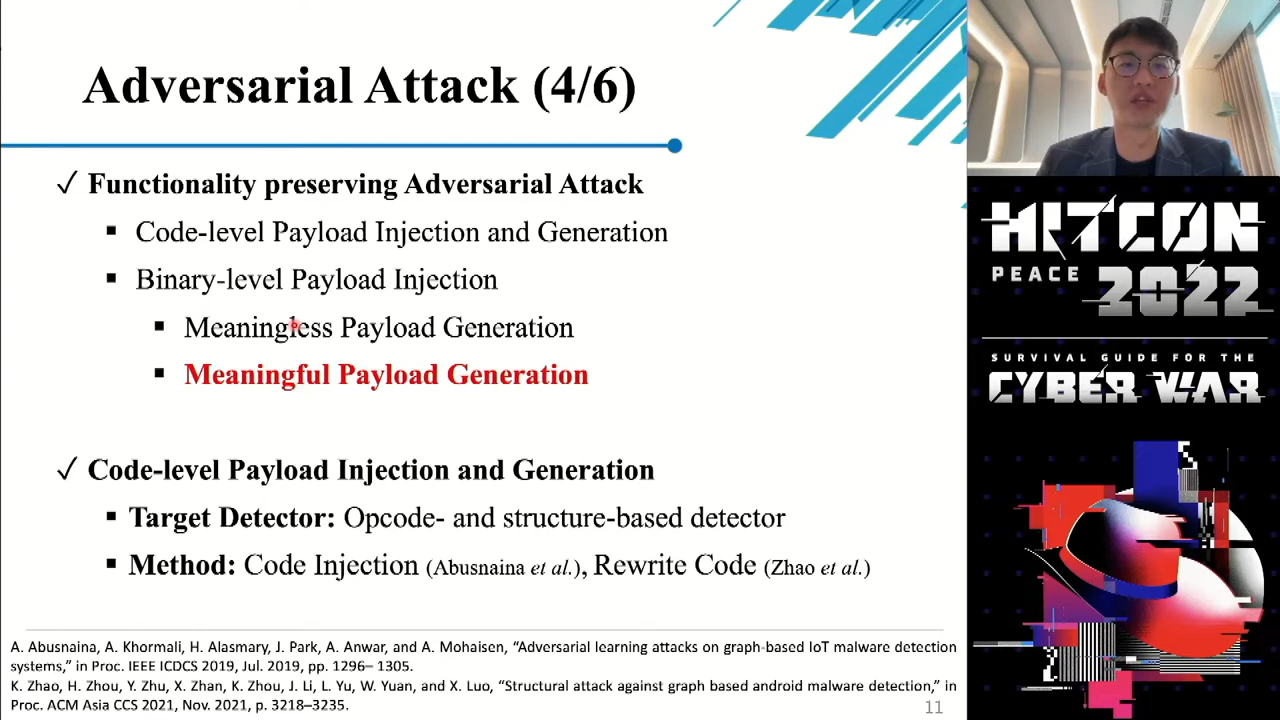 Adversarial Attack (4/6)
✓ Functionality preserving Adversarial Attack
▪ Code-level Payload Injection and Generation
▪ Binary-level Payload Injection
▪ Meaningless Payload Generation
▪ Meaningful Payload Generation
✓ Code-level Payload Injection and Generation
▪ Target Detector: Opcode- and structure-based detector
▪ Method: Code Injection (Abusnaina et al.), Rewrite Code (Zhao et al.)
A. Abusnaina, A. Khormali, H. Alasmary, J. Park, A. Anwar, and A. Mohaisen, “Adversarial learning attacks on graph-based IoT malware detection
systems,” in Proc. IEEE ICDCS 2019, Jul. 2019, pp. 1296– 1305.
K. Zhao, H. Zhou, Y. Zhu, X. Zhan, K. Zhou, J. Li, L. Yu, W. Yuan, and X. Luo, “Structural attack against graph based android malware detection,” in
Proc. ACM Asia CCS 2021, Nov. 2021, p. 3218–3235.
11
HITCON
PEACE 2022
SURVIVAL GUIDE FOR THE
CYBER WAR